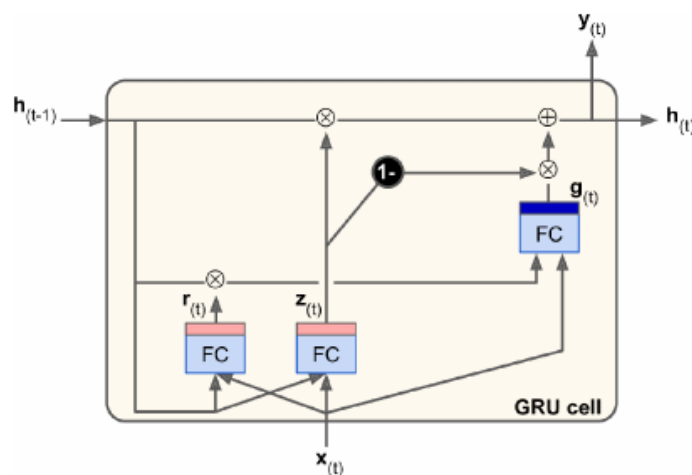 y(t)
h(t-1)
h(t)
1-
g(t)
FC
r(t)
z(t)
FC
FC
GRU cell
x(t)